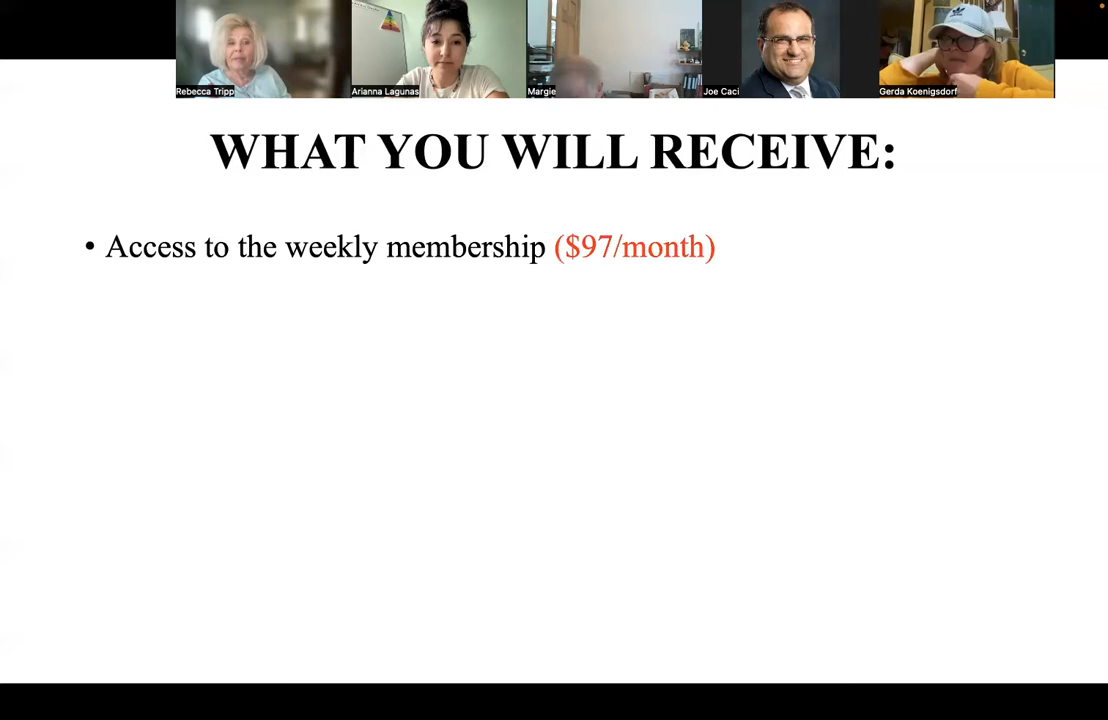 Rebecca Tripp
Arianna Lagunas
Margie
Joe Caci
Gerda Koenigsdorf
WHAT YOU WILL RECEIVE:
• Access to the weekly membership ($97/month)